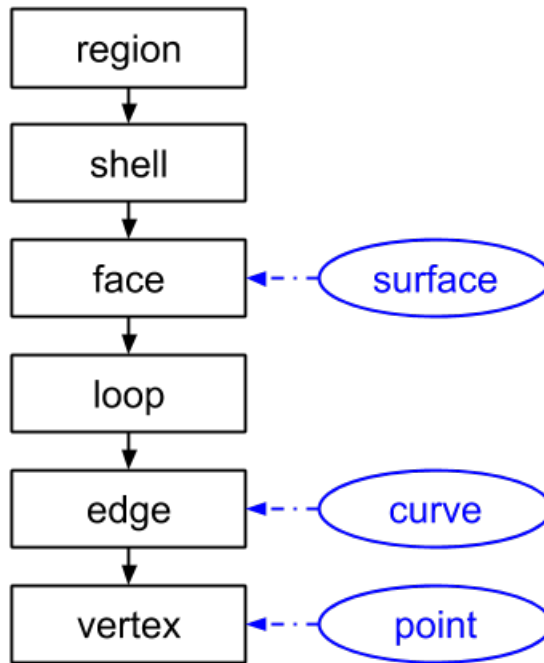 region
shell
face
surface
loop
edge
curve
vertex
point